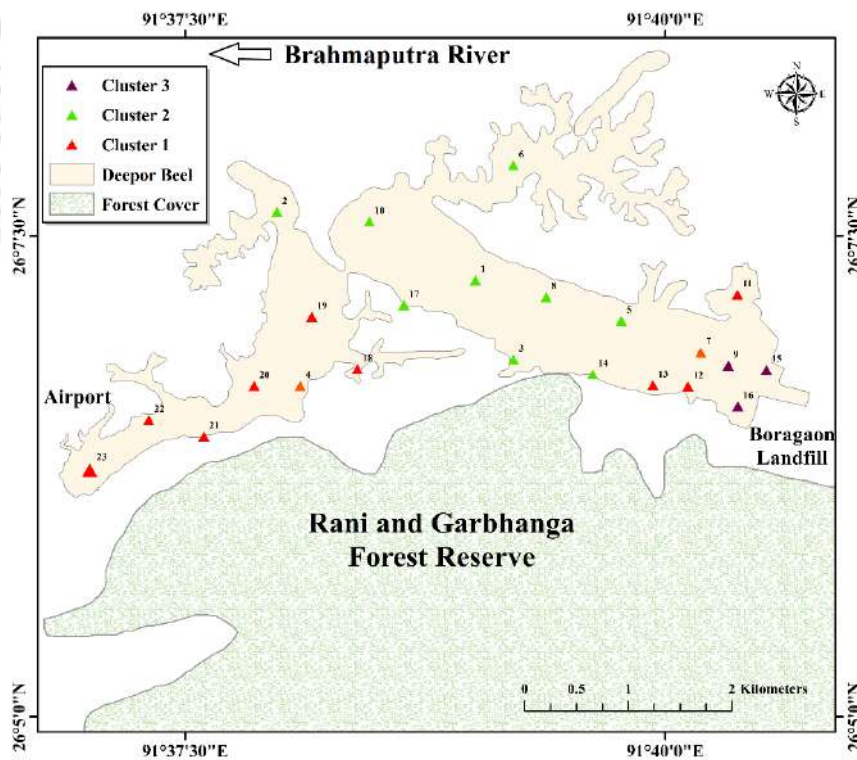 91°37'30"E
91°40'0"E
Brahmaputra River
N
W
E
S
Cluster 3
Cluster 2
Cluster 1
Deepor Beel
Forest Cover
26°7'30"N
26°7'30"N
6
2
10
1
8
17
5
11
19
7
3
9
15
18
14
13
12
20
4
16
Airport
22
21
23
Boragaon
Landfill
Rani and Garbhanga
Forest Reserve
0
0.5
1
2 Kilometers
26°5'0"N
26°5'0"N
91°37'30"E
91°40'0"E